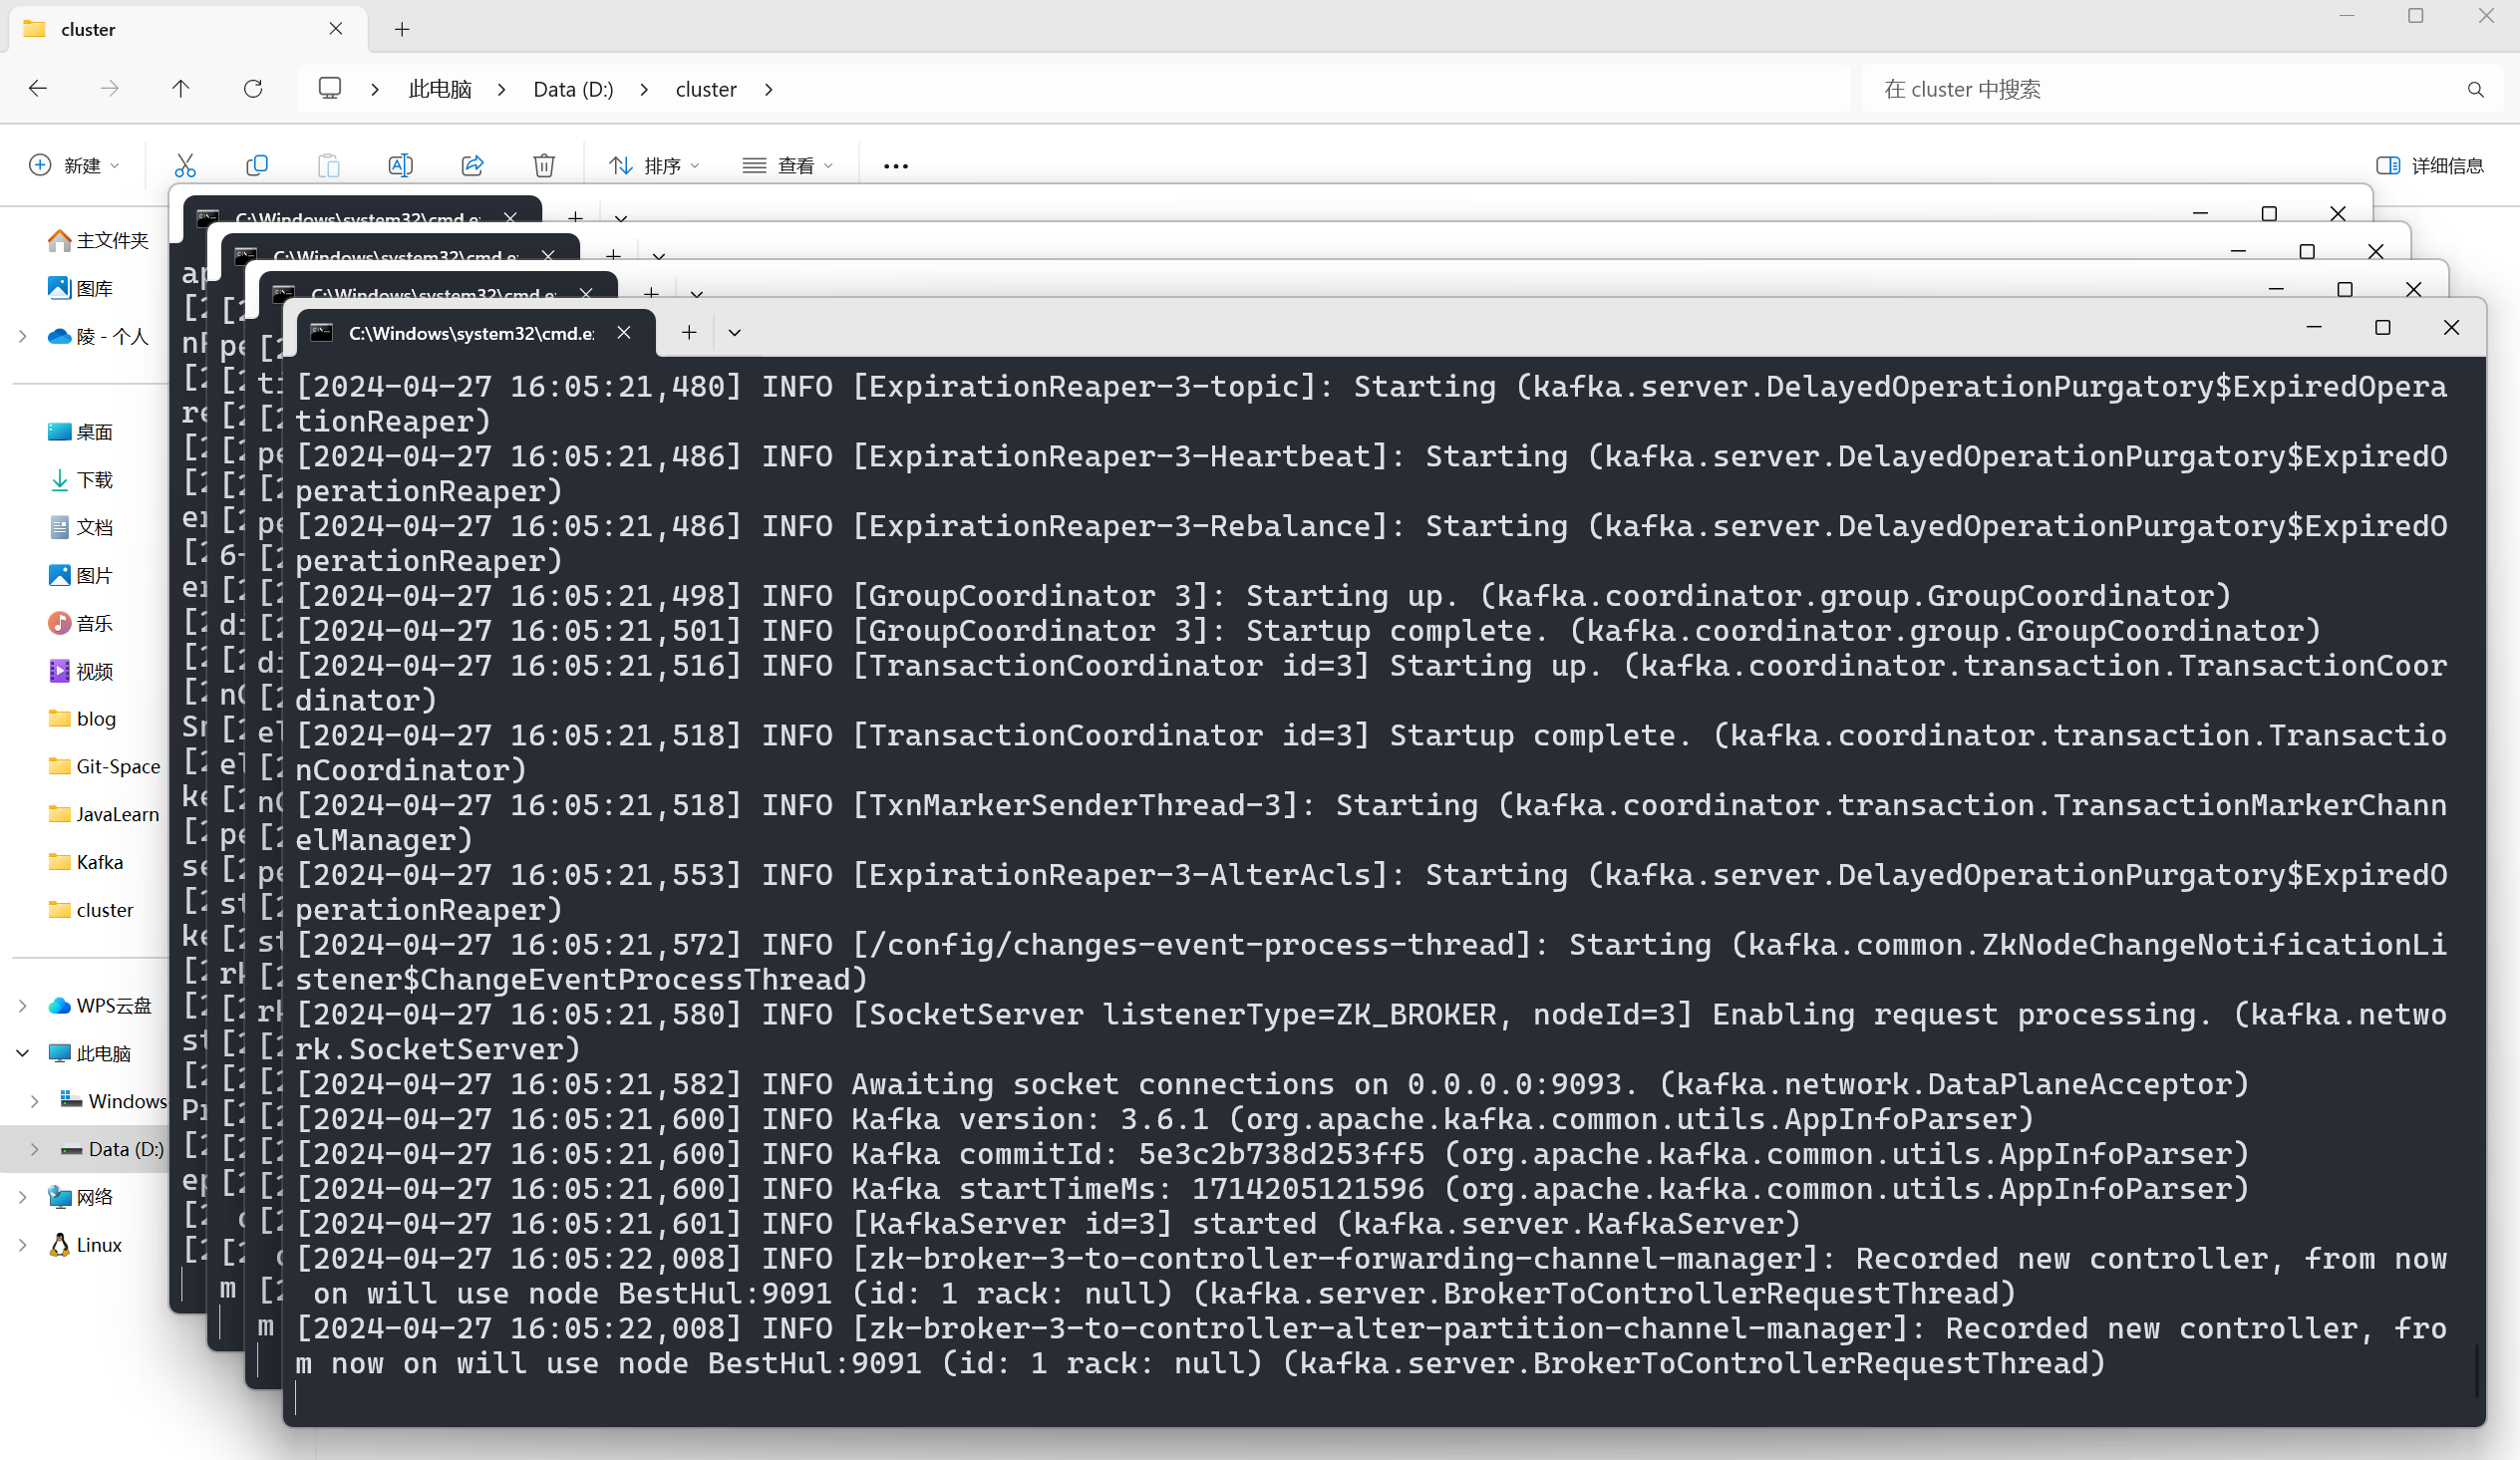 cluster
此电脑 Data (D:) cluster
在 cluster 中搜索
新建
排序
查看
详细信息
主文件夹
图库
陵 - 个人
桌面
下载
文档
图片
音乐
视频
blog
Git-Space
JavaLearn
Kafka
cluster
WPS云盘
此电脑
Windows
Data (D:)
网络
Linux
C:\Windows\system32\cmd.e
C:\Windows\system32\cmd.e
C:\Windows\system32\cmd.e
C:\Windows\system32\cmd.e
[2024-04-27 16:05:21,480] INFO [ExpirationReaper-3-topic]: Starting (kafka.server.DelayedOperationPurgatory$ExpiredOpera
tionReaper)
[2024-04-27 16:05:21,486] INFO [ExpirationReaper-3-Heartbeat]: Starting (kafka.server.DelayedOperationPurgatory$ExpiredO
perationReaper)
[2024-04-27 16:05:21,486] INFO [ExpirationReaper-3-Rebalance]: Starting (kafka.server.DelayedOperationPurgatory$ExpiredO
perationReaper)
[2024-04-27 16:05:21,498] INFO [GroupCoordinator 3]: Starting up. (kafka.coordinator.group.GroupCoordinator)
[2024-04-27 16:05:21,501] INFO [GroupCoordinator 3]: Startup complete. (kafka.coordinator.group.GroupCoordinator)
[2024-04-27 16:05:21,516] INFO [TransactionCoordinator id=3] Starting up. (kafka.coordinator.transaction.TransactionCoor
dinator)
[2024-04-27 16:05:21,518] INFO [TransactionCoordinator id=3] Startup complete. (kafka.coordinator.transaction.Transactio
nCoordinator)
[2024-04-27 16:05:21,518] INFO [TxnMarkerSenderThread-3]: Starting (kafka.coordinator.transaction.TransactionMarkerChann
elManager)
[2024-04-27 16:05:21,553] INFO [ExpirationReaper-3-AlterAcls]: Starting (kafka.server.DelayedOperationPurgatory$ExpiredO
perationReaper)
[2024-04-27 16:05:21,572] INFO [/config/changes-event-process-thread]: Starting (kafka.common.ZkNodeChangeNotificationLi
stener$ChangeEventProcessThread)
[2024-04-27 16:05:21,580] INFO [SocketServer listenerType=ZK_BROKER, nodeId=3] Enabling request processing. (kafka.netwo
rk.SocketServer)
[2024-04-27 16:05:21,582] INFO Awaiting socket connections on 0.0.0.0:9093. (kafka.network.DataPlaneAcceptor)
[2024-04-27 16:05:21,600] INFO Kafka version: 3.6.1 (org.apache.kafka.common.utils.AppInfoParser)
[2024-04-27 16:05:21,600] INFO Kafka commitId: 5e3c2b738d253ff5 (org.apache.kafka.common.utils.AppInfoParser)
[2024-04-27 16:05:21,600] INFO Kafka startTimeMs: 1714205121596 (org.apache.kafka.common.utils.AppInfoParser)
[2024-04-27 16:05:21,601] INFO [KafkaServer id=3] started (kafka.server.KafkaServer)
[2024-04-27 16:05:22,008] INFO [zk-broker-3-to-controller-forwarding-channel-manager]: Recorded new controller, from now
on will use node BestHul:9091 (id: 1 rack: null) (kafka.server.BrokerToControllerRequestThread)
[2024-04-27 16:05:22,008] INFO [zk-broker-3-to-controller-alter-partition-channel-manager]: Recorded new controller, fro
m now on will use node BestHul:9091 (id: 1 rack: null) (kafka.server.BrokerToControllerRequestThread)